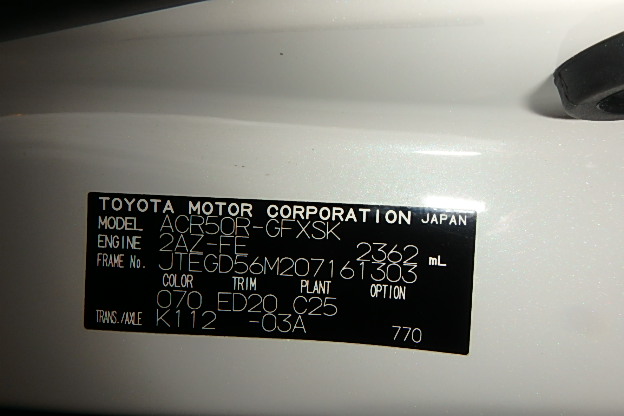 TOYOTA MOTOR CORPORATION JAPAN
MODEL ACR50R-GFXSK
ENGINE 2AZ-FE 2362 mL
FRAME No. JTEGD56M207161303
COLOR TRIM PLANT OPTION
070 ED20 C25
TRANS./AXLE K112 -03A 770